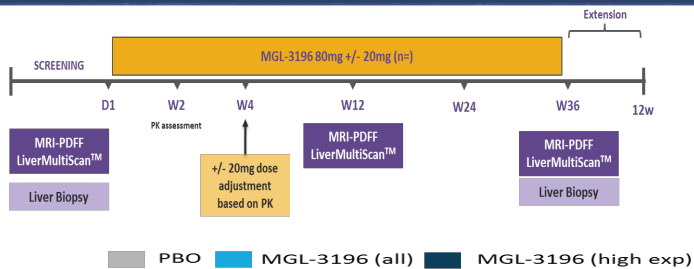 Extension
MGL-3196 80mg +/- 20mg (n=)
SCREENING
D1 W2 W4 W12 W24 W36 12w
PK assessment
MRI-PDFF
LiverMultiScan™
Liver Biopsy
+/- 20mg dose
adjustment
based on PK
MRI-PDFF
LiverMultiScan™
MRI-PDFF
LiverMultiScan™
Liver Biopsy
PBO MGL-3196 (all) MGL-3196 (high exp)